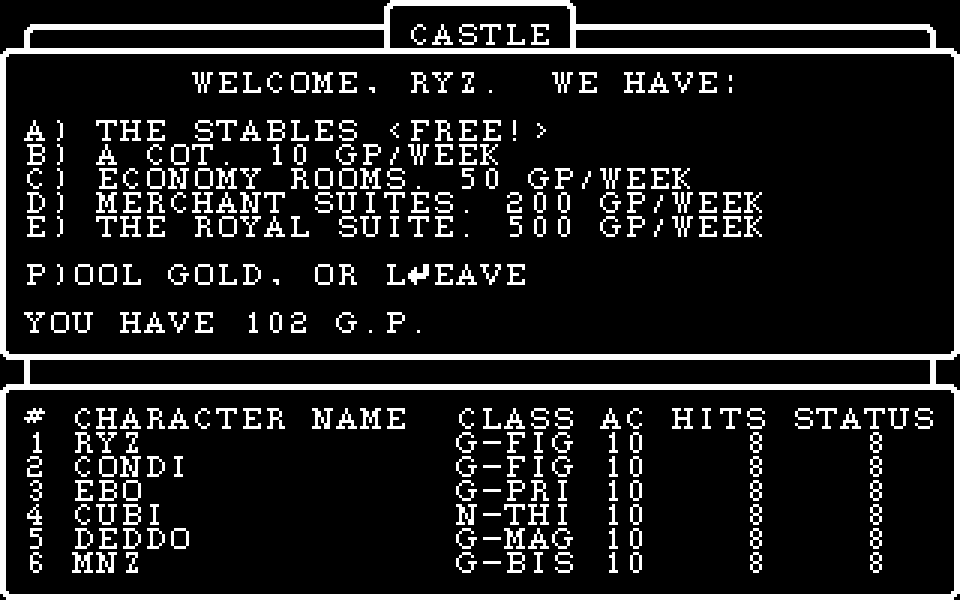 CASTLE
WELCOME, RYZ. WE HAVE:
A) THE STABLES <FREE!>
B) A COT. 10 GP/WEEK
C) ECONOMY ROOMS. 50 GP/WEEK
D) MERCHANT SUITES. 200 GP/WEEK
E) THE ROYAL SUITE. 500 GP/WEEK
P)OOL GOLD, OR L↵EAVE
YOU HAVE 102 G.P.
# CHARACTER NAME CLASS AC HITS STATUS
1 RYZ G-FIG 10 8 8
2 CONDI G-FIG 10 8 8
3 EBO G-PRI 10 8 8
4 CUBI N-THI 10 8 8
5 DEDDO G-MAG 10 8 8
6 MNZ G-BIS 10 8 8